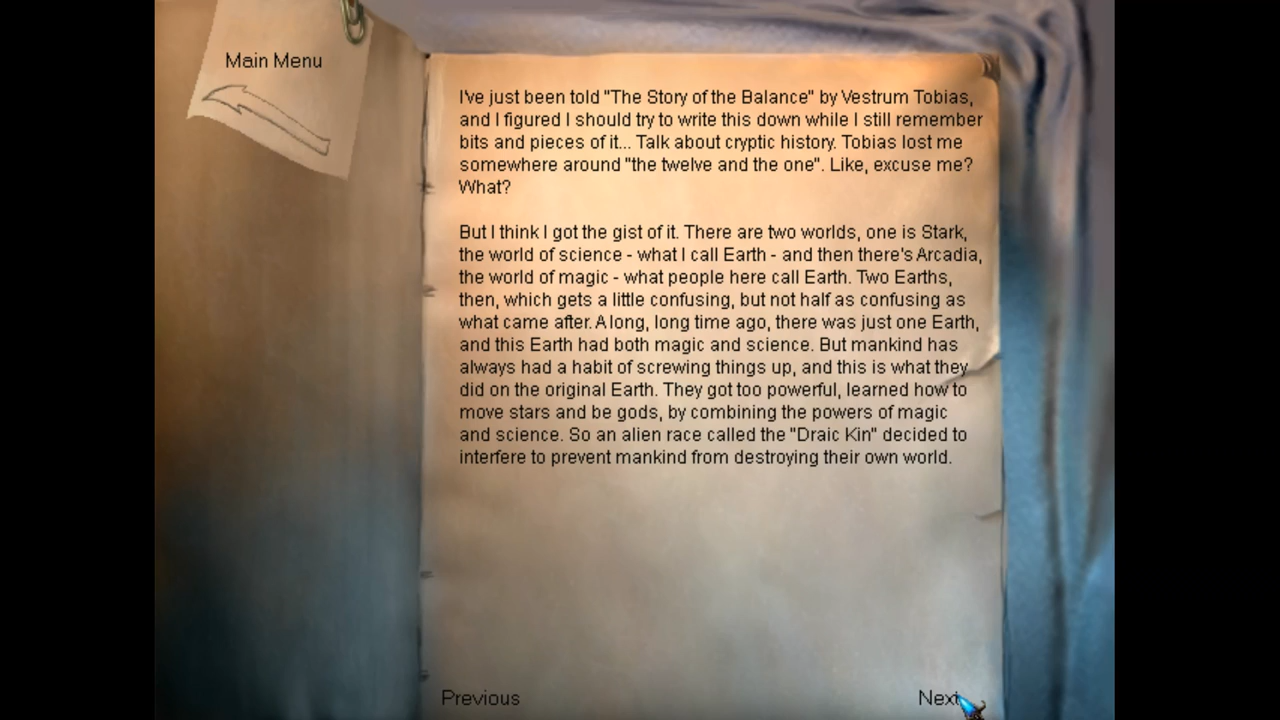 Main Menu
I've just been told "The Story of the Balance" by Vestrum Tobias,
and I figured I should try to write this down while I still remember
bits and pieces of it... Talk about cryptic history. Tobias lost me
somewhere around "the twelve and the one". Like, excuse me?
What?
But I think I got the gist of it. There are two worlds, one is Stark,
the world of science - what I call Earth - and then there's Arcadia,
the world of magic - what people here call Earth. Two Earths,
then, which gets a little confusing, but not half as confusing as
what came after. A long, long time ago, there was just one Earth,
and this Earth had both magic and science. But mankind has
always had a habit of screwing things up, and this is what they
did on the original Earth. They got too powerful, learned how to
move stars and be gods, by combining the powers of magic
and science. So an alien race called the "Draic Kin" decided to
interfere to prevent mankind from destroying their own world.
Previous
Next